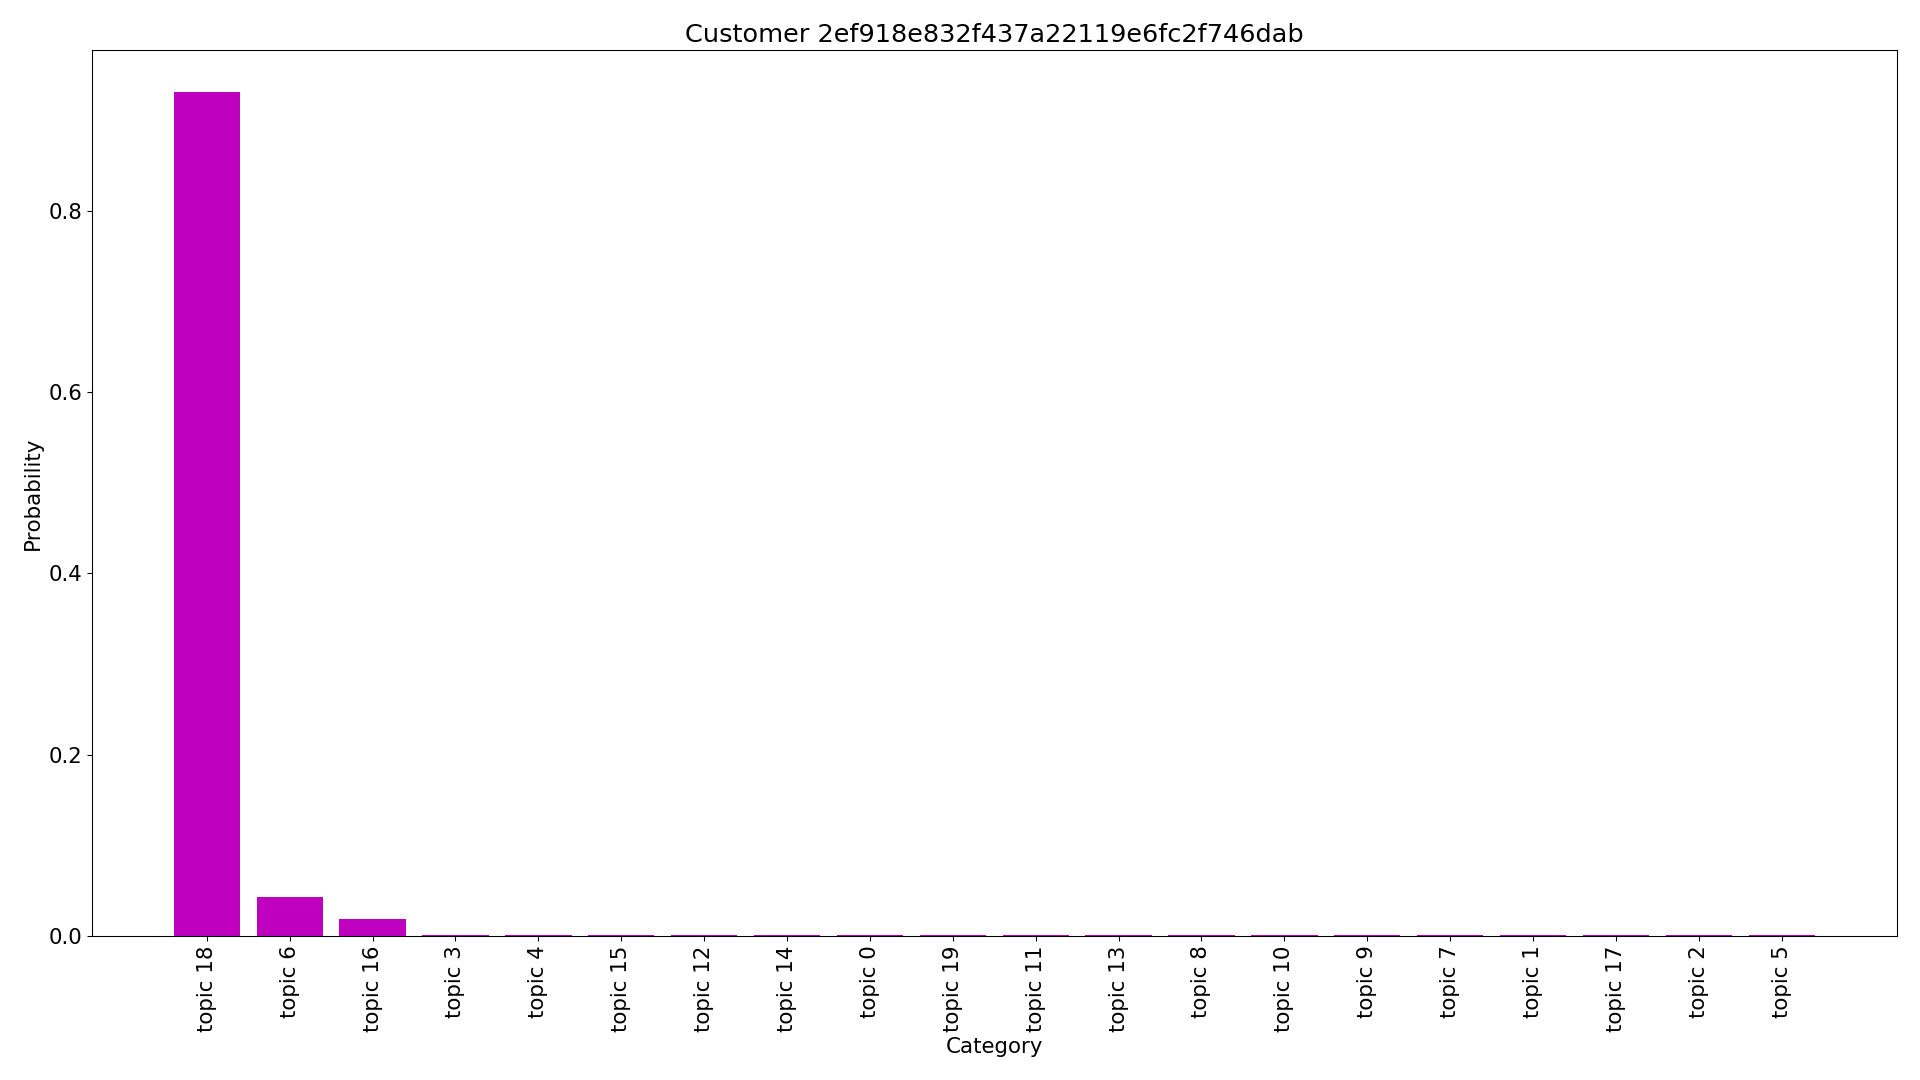 Customer 2ef918e832f437a22119e6fc2f746dab
Probability
0.8
0.6
0.4
0.2
0.0
topic 18
topic 6
topic 16
topic 3
topic 4
topic 15
topic 12
topic 14
topic 0
topic 19
topic 11
topic 13
topic 8
topic 10
topic 9
topic 7
topic 1
topic 17
topic 2
topic 5
Category